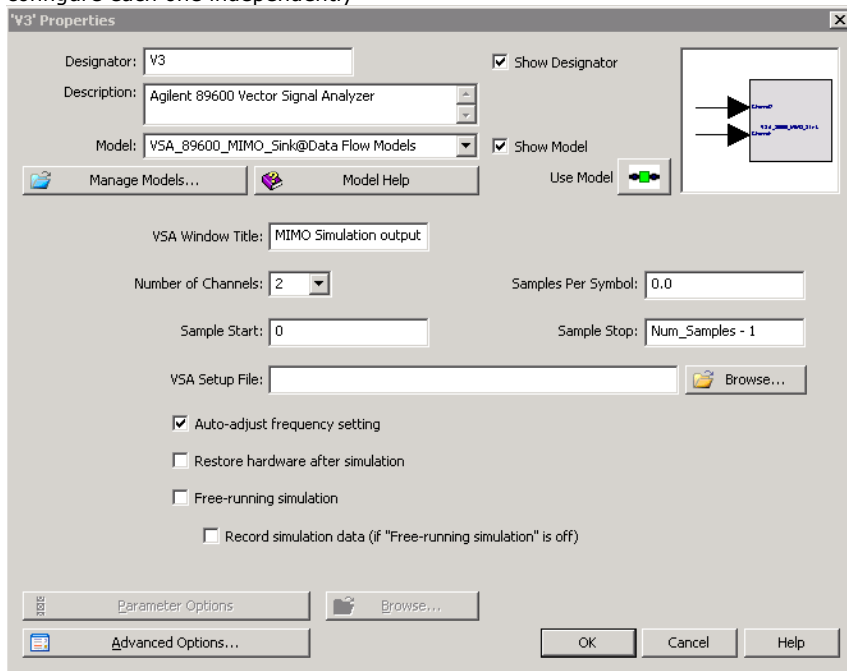 configure each one independently
'V3' Properties
Designator: V3
Show Designator
Description: Agilent 89600 Vector Signal Analyzer
Model: VSA_89600_MIMO_Sink@Data Flow Models
Show Model
Manage Models...
Model Help
Use Model
VSA Window Title: MIMO Simulation output
Number of Channels: 2
Samples Per Symbol: 0.0
Sample Start: 0
Sample Stop: Num_Samples - 1
VSA Setup File:
Browse...
Auto-adjust frequency setting
Restore hardware after simulation
Free-running simulation
Record simulation data (if "Free-running simulation" is off)
Parameter Options
Browse...
Advanced Options...
OK
Cancel
Help